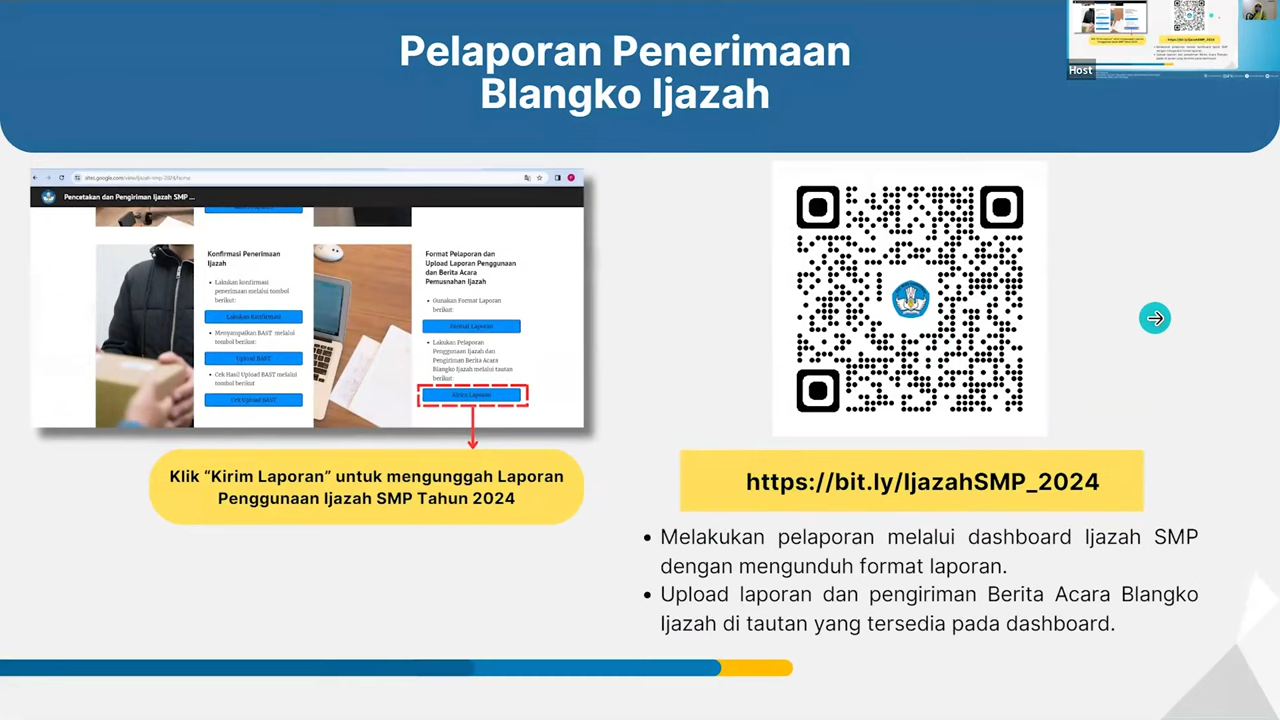 Pelaporan Penerimaan
Blangko Ijazah
Host
Pencetakan dan Pengiriman Ijazah SMP ...
Konfirmasi Penerimaan
Ijazah
• Lakukan konfirmasi
penerimaan melalui tombol
berikut:
Lakukan Konfirmasi
• Menyampaikan BAST melalui
tombol berikut:
Upload BAST
• Cek Hasil Upload BAST melalui
tombol berikut
Cek Upload BAST
Format Pelaporan dan
Upload Laporan Penggunaan
dan Berita Acara
Pemusnahan Ijazah
• Gunakan Format Laporan
berikut:
Format Laporan
• Lakukan Pelaporan
Penggunaan Ijazah dan
Pengiriman Berita Acara
Blangko Ijazah melalui tautan
berikut:
Kirim Laporan
Klik “Kirim Laporan” untuk mengunggah Laporan
Penggunaan Ijazah SMP Tahun 2024
https://bit.ly/IjazahSMP_2024
• Melakukan pelaporan melalui dashboard Ijazah SMP
dengan mengunduh format laporan.
• Upload laporan dan pengiriman Berita Acara Blangko
Ijazah di tautan yang tersedia pada dashboard.